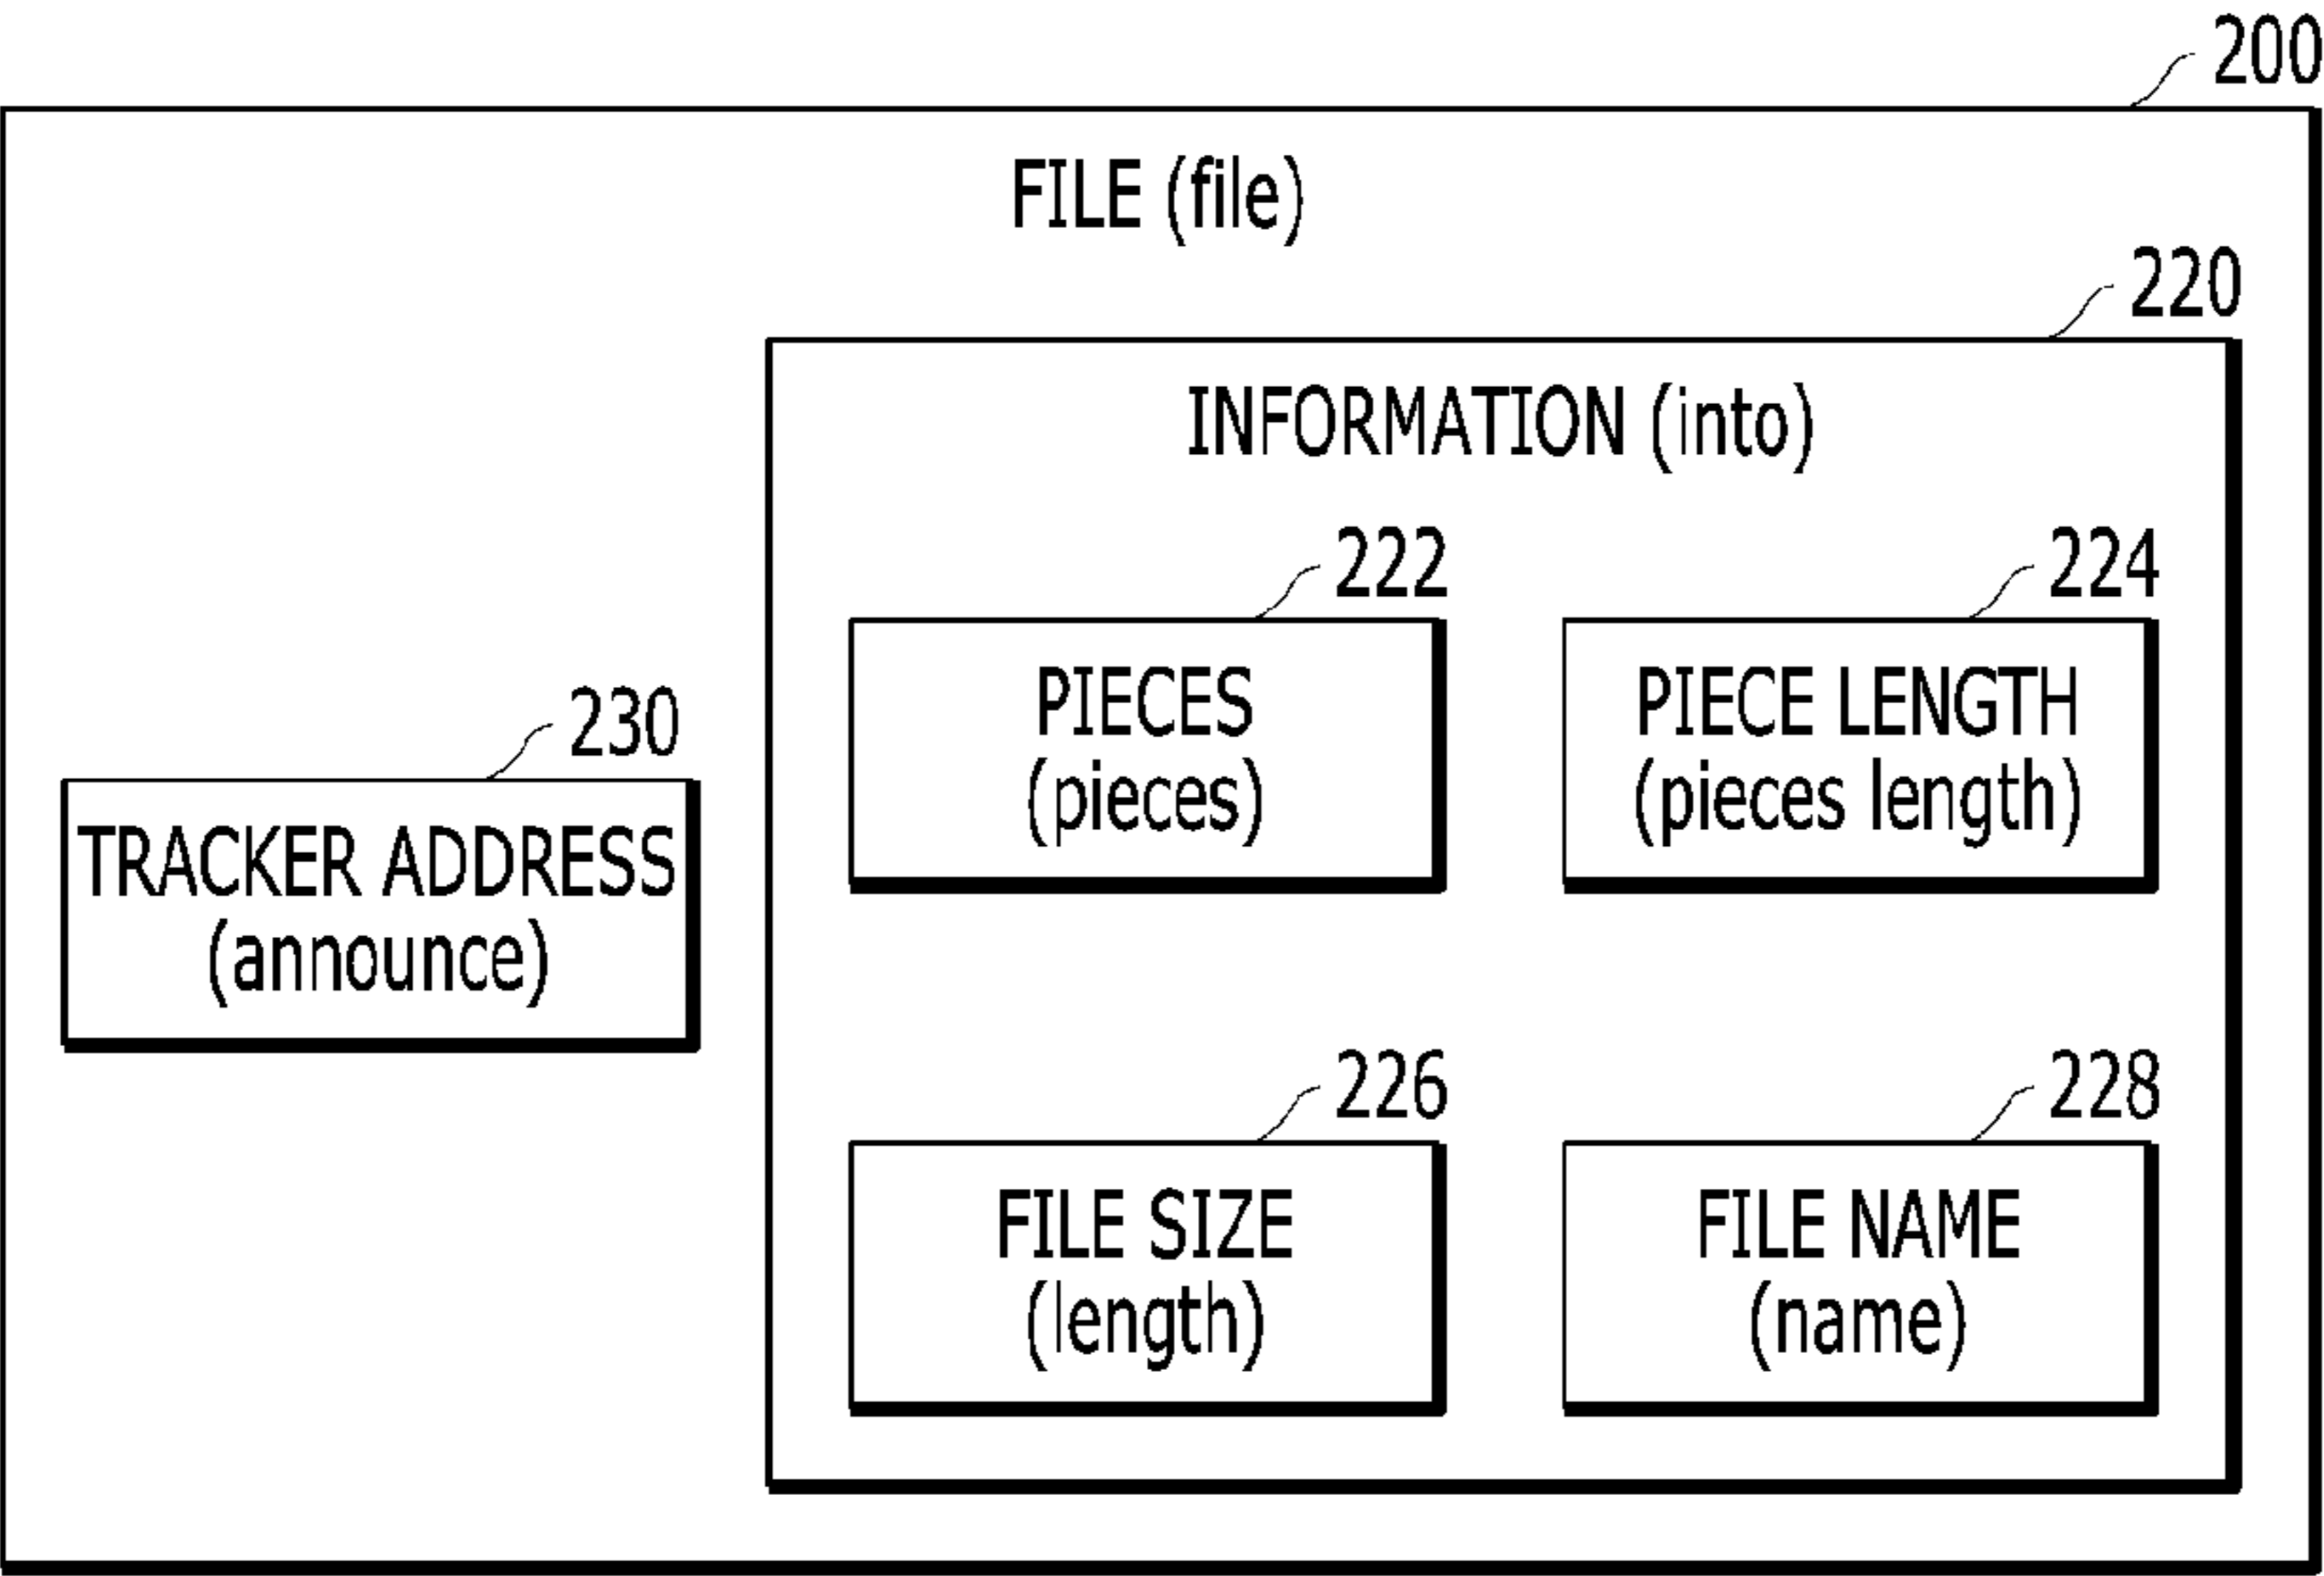 200
FILE (file)
220
INFORMATION (into)
222
224
PIECES
(pieces)
PIECE LENGTH
(pieces length)
230
TRACKER ADDRESS
(announce)
226
228
FILE SIZE
(length)
FILE NAME
(name)